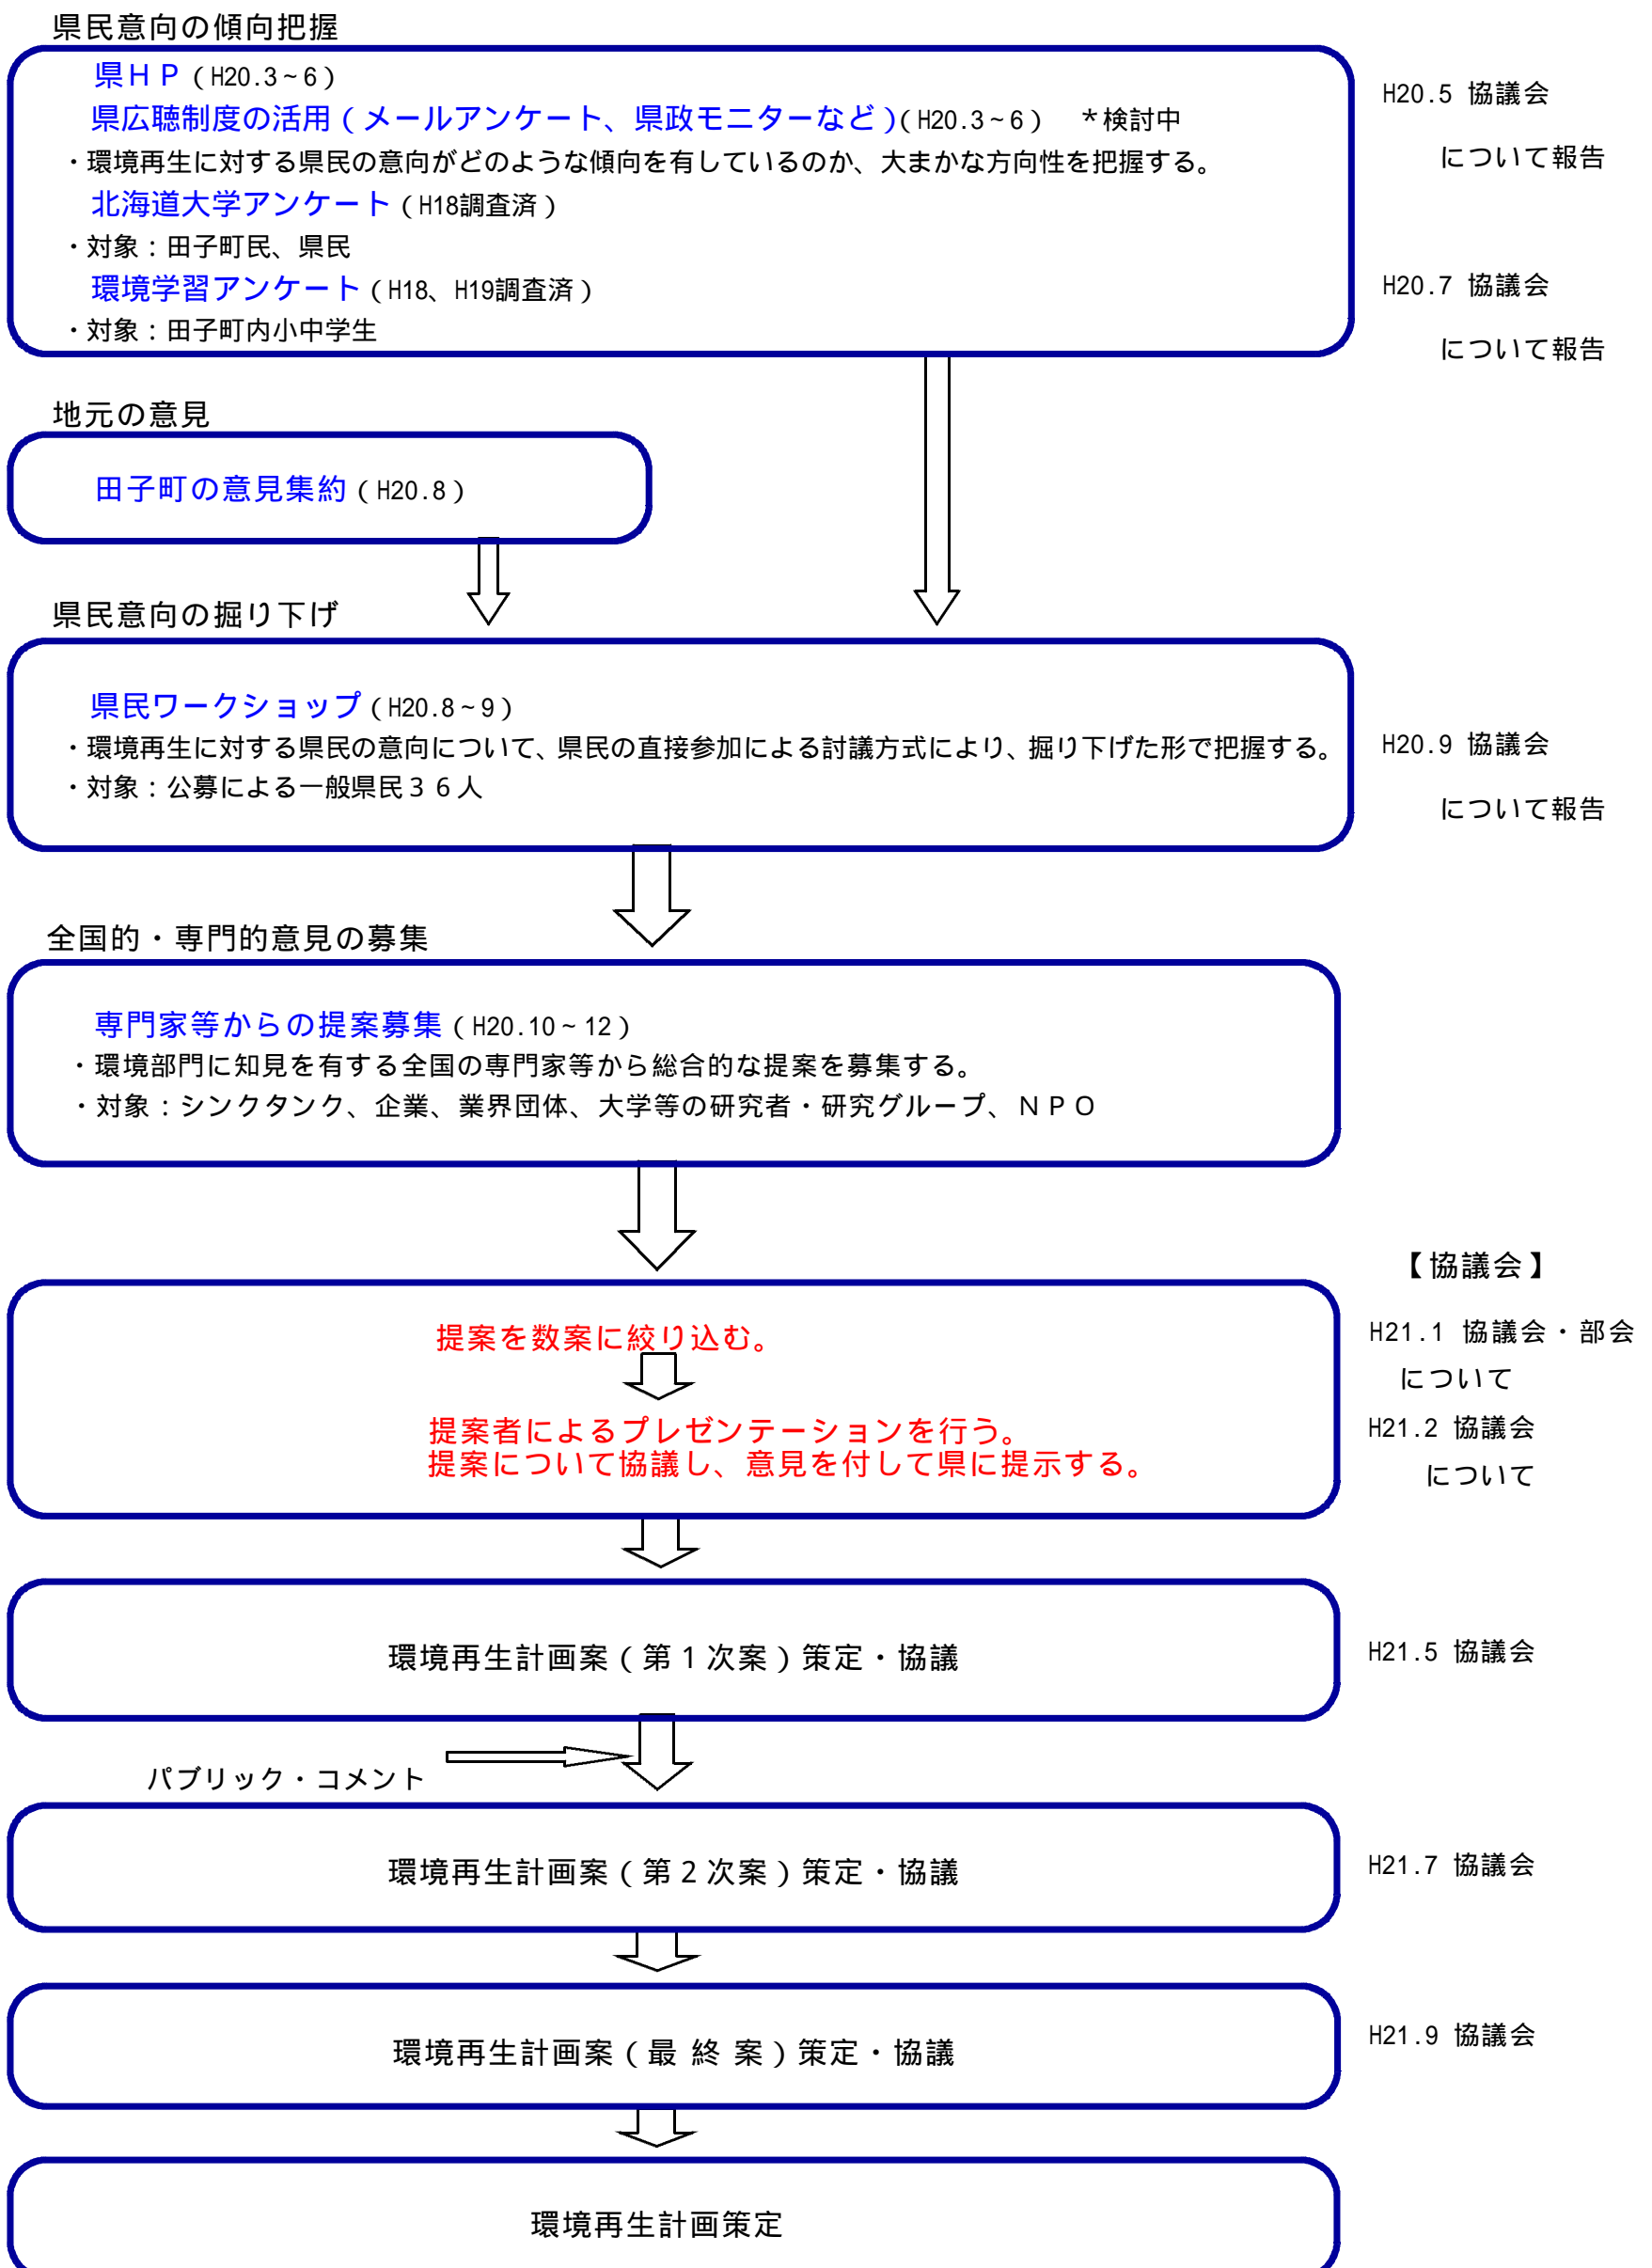 県民意向の傾向把握
県ＨＰ（H20.3~6）
県広聴制度の活用（メールアンケート、県政モニターなど）（H20.3~6）　＊検討中
・環境再生に対する県民の意向がどのような傾向を有しているのか、大まかな方向性を把握する。
北海道大学アンケート（H18調査済）
・対象：田子町民、県民
環境学習アンケート（H18、H19調査済）
・対象：田子町内小中学生
H20.5 協議会
について報告
H20.7 協議会
について報告
地元の意見
田子町の意見集約（H20.8）
県民意向の掘り下げ
県民ワークショップ（H20.8~9）
・環境再生に対する県民の意向について、県民の直接参加による討議方式により、掘り下げた形で把握する。
・対象：公募による一般県民３６人
H20.9 協議会
について報告
全国的・専門的意見の募集
専門家等からの提案募集（H20.10~12）
・環境部門に知見を有する全国の専門家等から総合的な提案を募集する。
・対象：シンクタンク、企業、業界団体、大学等の研究者・研究グループ、ＮＰＯ
【協議会】
提案を数案に絞り込む。
提案者によるプレゼンテーションを行う。
提案について協議し、意見を付して県に提示する。
H21.1 協議会・部会
について
H21.2 協議会
について
環境再生計画案（第１次案）策定・協議
H21.5 協議会
パブリック・コメント
環境再生計画案（第２次案）策定・協議
H21.7 協議会
環境再生計画案（最 終 案）策定・協議
H21.9 協議会
環境再生計画策定